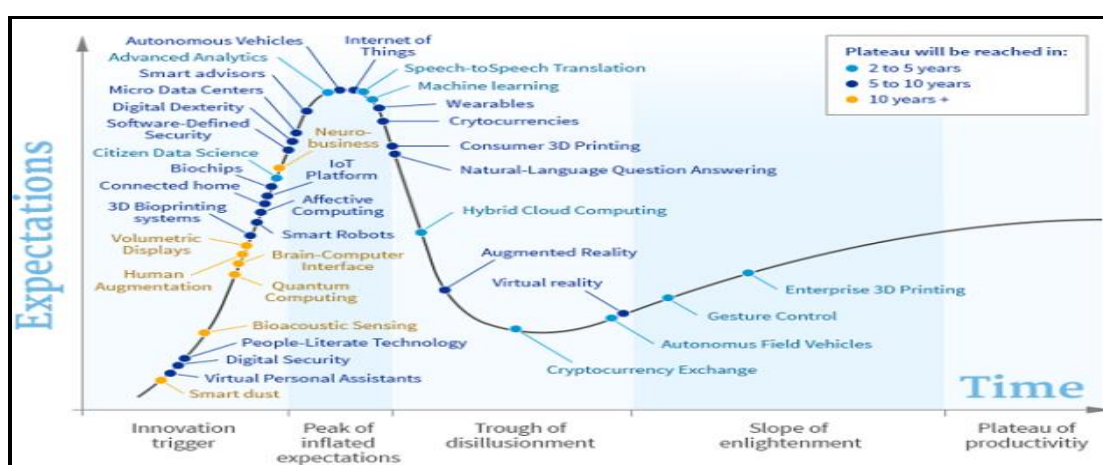 Expectations
Autonomous Vehicles
Advanced Analytics
Smart advisors
Micro Data Centers
Digital Dexterity
Software-Defined
Security
Citizen Data Science
Biochips
Connected home
3D Bioprinting
systems
Volumetric
Displays
Human
Augmentation
Neuro-
business
IoT
Platform
Affective
Computing
Smart Robots
Brain-Computer
Interface
Quantum
Computing
Bioacoustic Sensing
People-Literate Technology
Digital Security
Virtual Personal Assistants
Smart dust
Internet of
Things
Speech-toSpeech Translation
Machine learning
Wearables
Crytocurrencies
Consumer 3D Printing
Natural-Language Question Answering
Hybrid Cloud Computing
Augmented Reality
Virtual reality
Cryptocurrency Exchange
Autonomus Field Vehicles
Gesture Control
Enterprise 3D Printing
Plateau will be reached in:
2 to 5 years
5 to 10 years
10 years +
Time
Innovation
trigger
Peak of
inflated
expectations
Trough of
disillusionment
Slope of
enlightenment
Plateau of
productivitiy